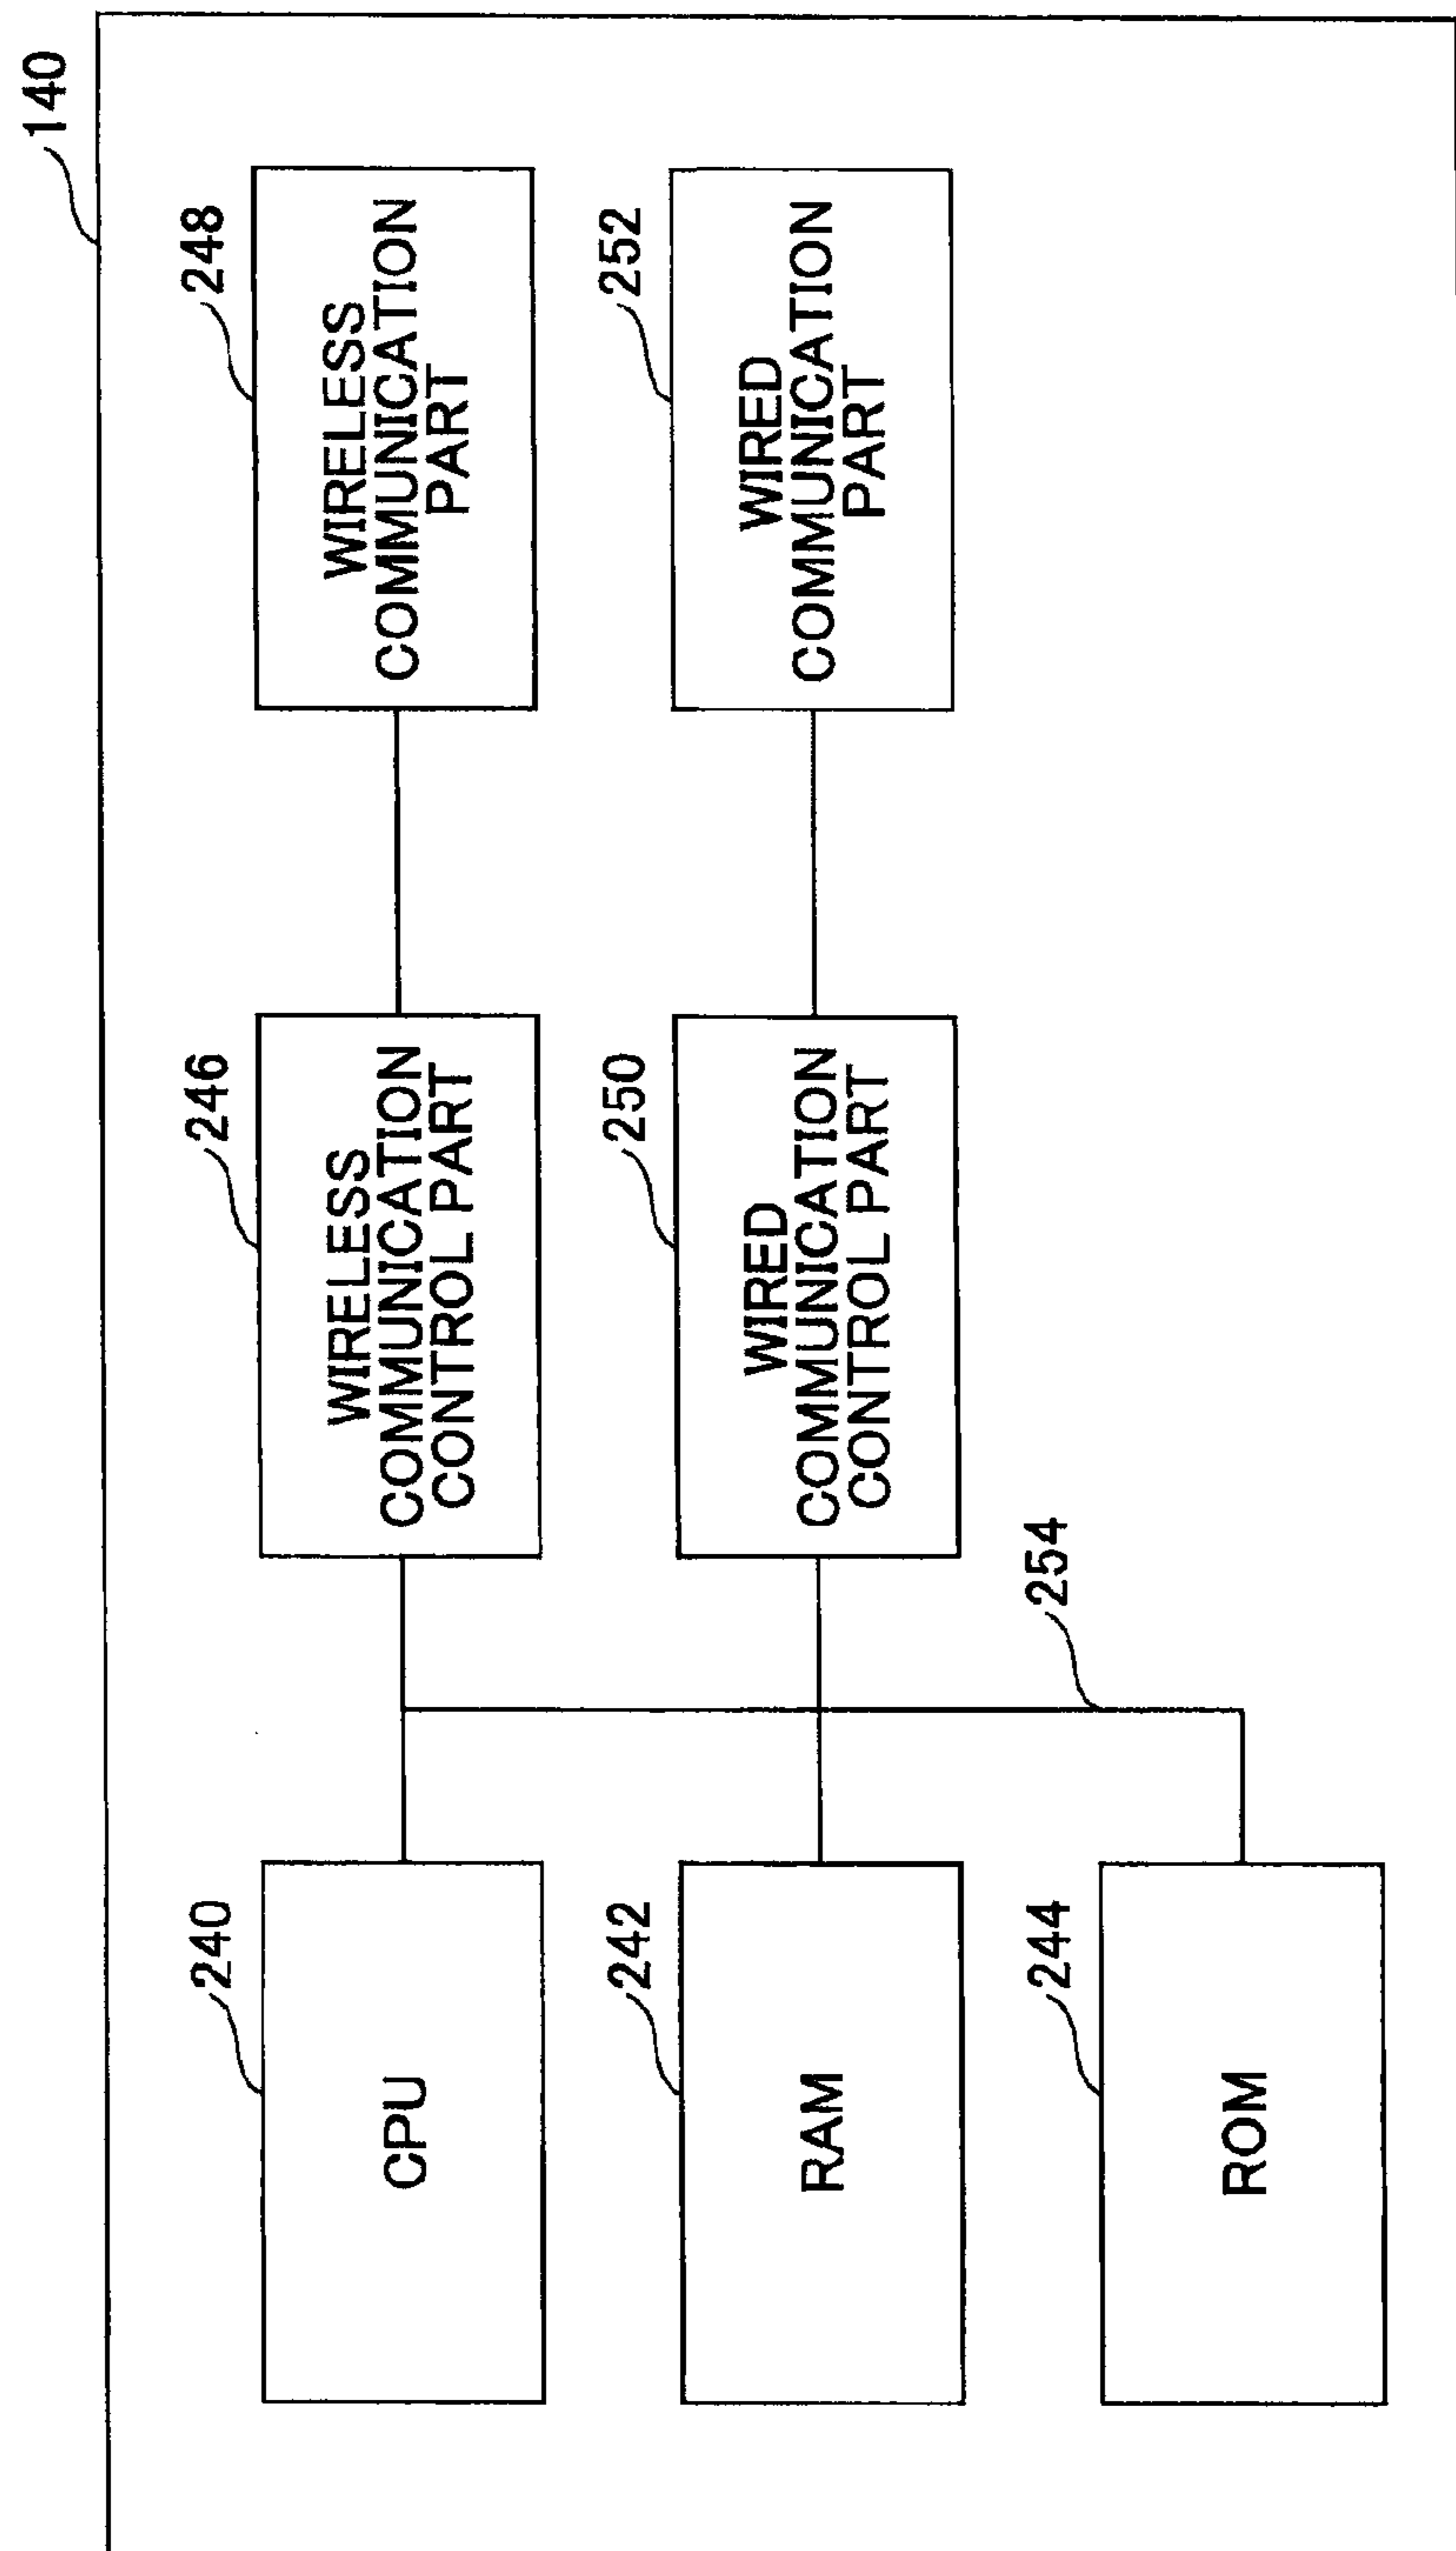 140
240
CPU
246
WIRELESS
COMMUNICATION
CONTROL PART
248
WIRELESS
COMMUNICATION
PART
242
RAM
250
WIRED
COMMUNICATION
CONTROL PART
252
WIRED
COMMUNICATION
PART
254
244
ROM